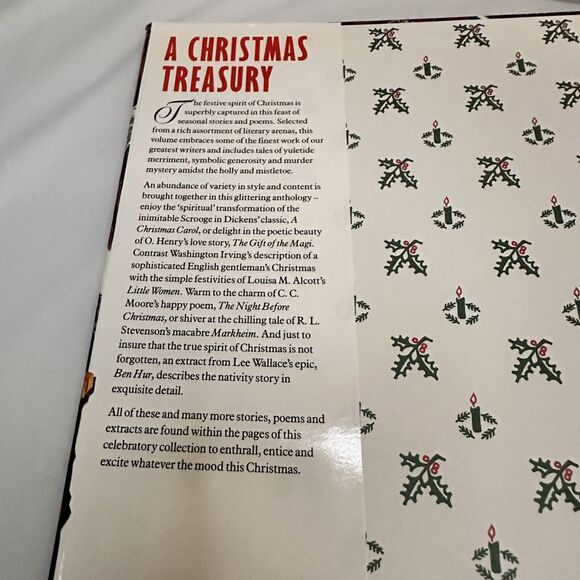 A CHRISTMAS
TREASURY
The festive spirit of Christmas is
superbly captured in this feast of
seasonal stories and poems. Selected
from a rich assortment of literary arenas, this
volume embraces some of the finest work of our
greatest writers and includes tales of yuletide
merriment, symbolic generosity and murder
mystery amidst the holly and mistletoe.
An abundance of variety in style and content is
brought together in this glittering anthology –
enjoy the 'spiritual' transformation of the
inimitable Scrooge in Dickens' classic, A
Christmas Carol, or delight in the poetic beauty
of O. Henry's love story, The Gift of the Magi.
Contrast Washington Irving's description of a
sophisticated English gentleman's Christmas
with the simple festivities of Louisa M. Alcott's
Little Women. Warm to the charm of C. C.
Moore's happy poem, The Night Before
Christmas, or shiver at the chilling tale of R. L.
Stevenson's macabre Markheim. And just to
insure that the true spirit of Christmas is not
forgotten, an extract from Lee Wallace's epic,
Ben Hur, describes the nativity story in
exquisite detail.
All of these and many more stories, poems and
extracts are found within the pages of this
celebratory collection to enthrall, entice and
excite whatever the mood this Christmas.